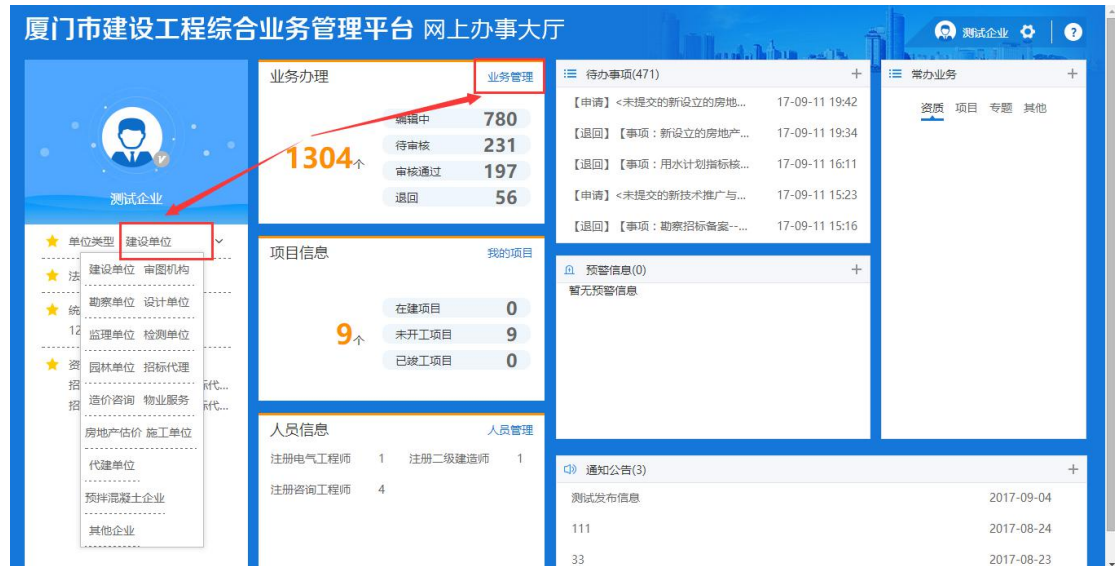 厦门市建设工程综合业务管理平台 网上办事大厅
测试企业
测试企业
单位类型 建设单位
法
统
12
资
招 标代...
招 标代...
建设单位 审图机构
勘察单位 设计单位
监理单位 检测单位
园林单位 招标代理
造价咨询 物业服务
房地产估价 施工单位
代建单位
预拌混凝土企业
其他企业
业务办理 业务管理
1304个
编辑中 780
待审核 231
审核通过 197
退回 56
项目信息 我的项目
9个
在建项目 0
未开工项目 9
已竣工项目 0
人员信息 人员管理
注册电气工程师 1 注册二级建造师 1
注册咨询工程师 4
待办事项(471) +
【申请】<未提交的新设立的房地... 17-09-11 19:42
【退回】【事项：新设立的房地产... 17-09-11 19:34
【退回】【事项：用水计划指标核... 17-09-11 16:11
【申请】<未提交的新技术推广与... 17-09-11 15:23
【退回】【事项：勘察招标备案--... 17-09-11 15:16
预警信息(0) +
暂无预警信息
常办业务 +
资质 项目 专题 其他
通知公告(3) +
测试发布信息 2017-09-04
111 2017-08-24
33 2017-08-23